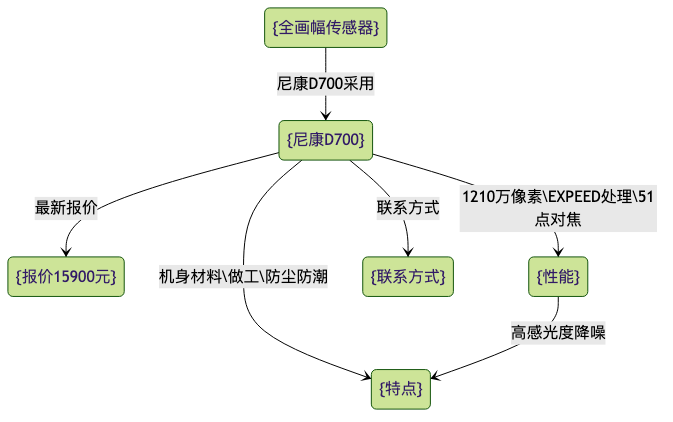 {全画幅传感器}
尼康D700采用
{尼康D700}
最新报价
联系方式
1210万像素\EXPEED处理\51
点对焦
{报价15900元}
机身材料\做工\防尘防潮
{联系方式}
{性能}
高感光度降噪
{特点}